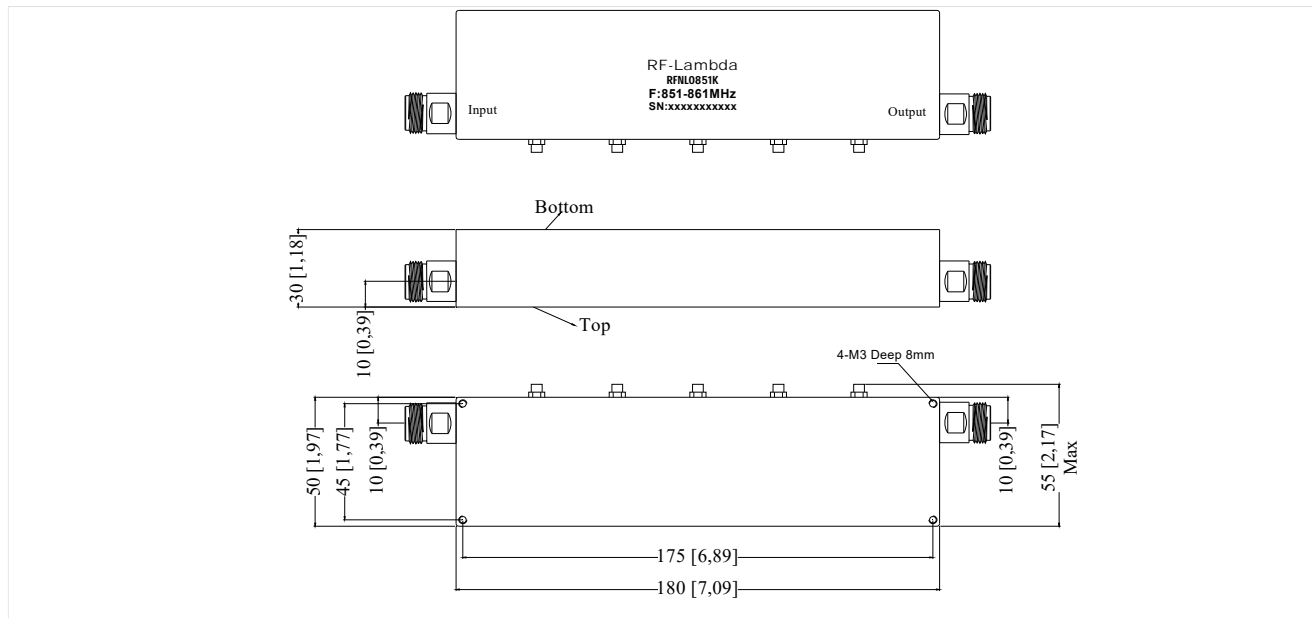 RF-Lambda
RFNL0851K
F:851-861MHz
SN:xxxxxxxxxxx
Input
Output
Bottom
30 [1,18]
10 [0,39]
Top
4-M3 Deep 8mm
50 [1,97]
45 [1,77]
10 [0,39]
10 [0,39]
55 [2,17]
Max
175 [6,89]
180 [7,09]